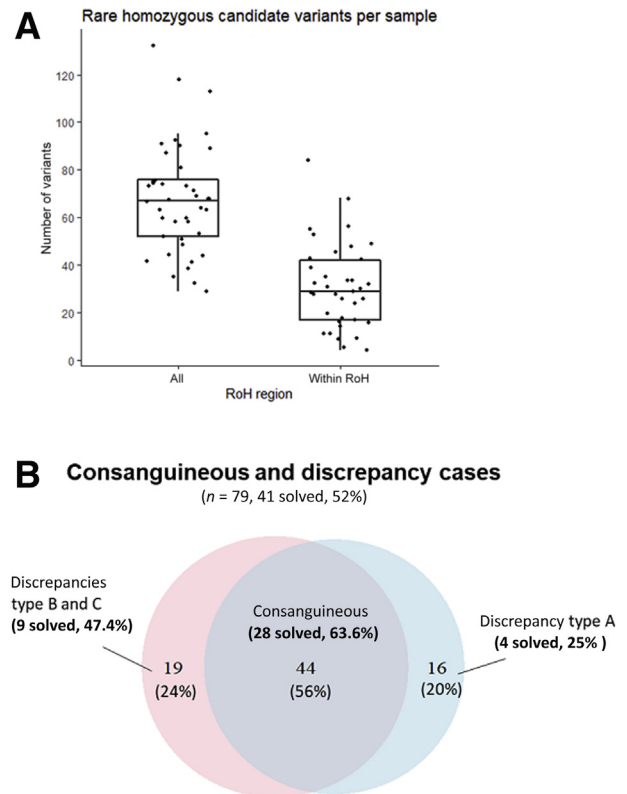 A
Rare homozygous candidate variants per sample
Number of variants
120
100
80
60
40
20
0
All
Within RoH
RoH region
B
Consanguineous and discrepancy cases
(n = 79, 41 solved, 52%)
Discrepancies
type B and C
(9 solved, 47.4%)
Consanguineous
(28 solved, 63.6%)
Discrepancy type A
(4 solved, 25% )
19
(24%)
44
(56%)
16
(20%)